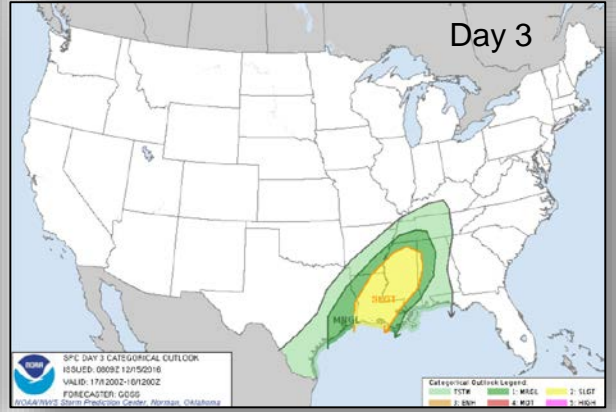 Day 3
SLGT
MRGL
NOAA
SPC DAY 3 CATEGORICAL OUTLOOK
ISSUED: 0809Z 12/15/2016
VALID: 17/1200Z-18/1200Z
FORECASTER: GOSS
NOAA/NWS Storm Prediction Center, Norman, Oklahoma
Categorical Outlook Legend:
TSTM 1: MRGL 2: SLGT
3: ENH 4: MDT 5: HIGH